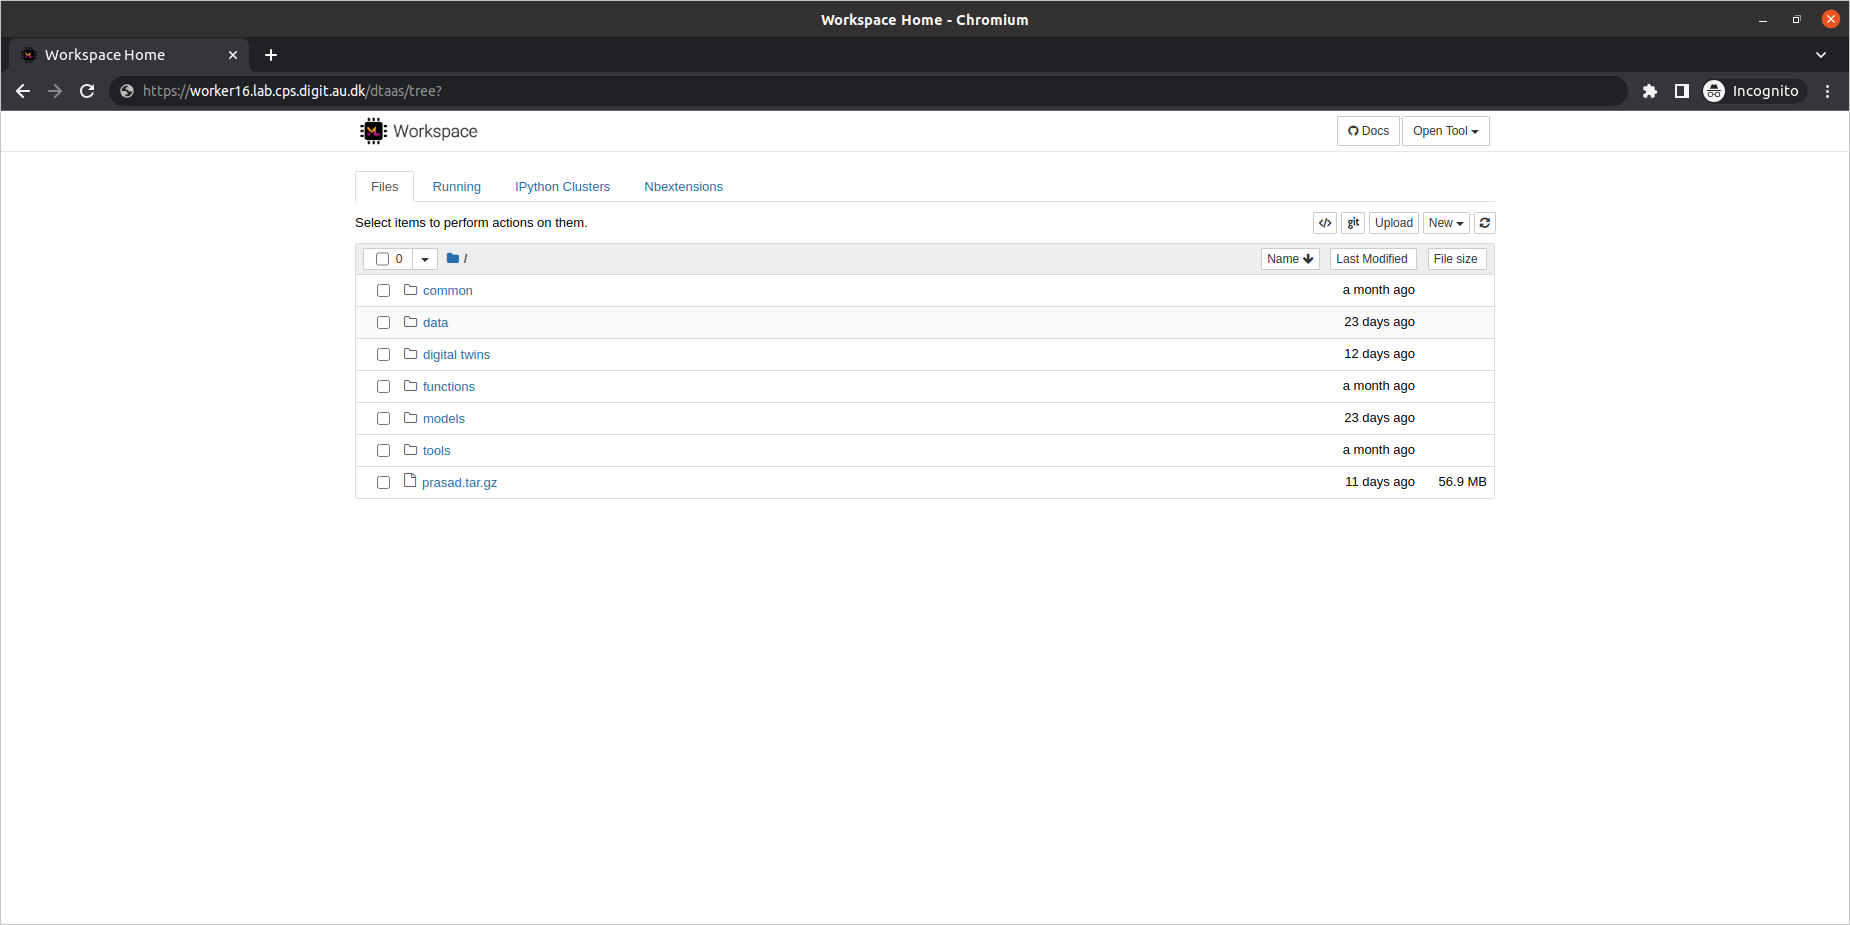 Workspace Home - Chromium
Workspace Home
https://worker16.lab.cps.digit.au.dk/dtaas/tree?
Incognito
Workspace
Docs
Open Tool
Files Running IPython Clusters Nbextensions
Select items to perform actions on them.
</> git Upload New
0 / Name Last Modified File size
common a month ago
data 23 days ago
digital twins 12 days ago
functions a month ago
models 23 days ago
tools a month ago
prasad.tar.gz 11 days ago 56.9 MB